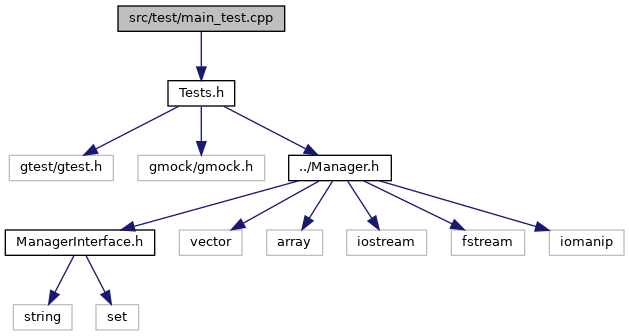 src/test/main_test.cpp
Tests.h
gtest/gtest.h
gmock/gmock.h
../Manager.h
ManagerInterface.h
vector
array
iostream
fstream
iomanip
string
set